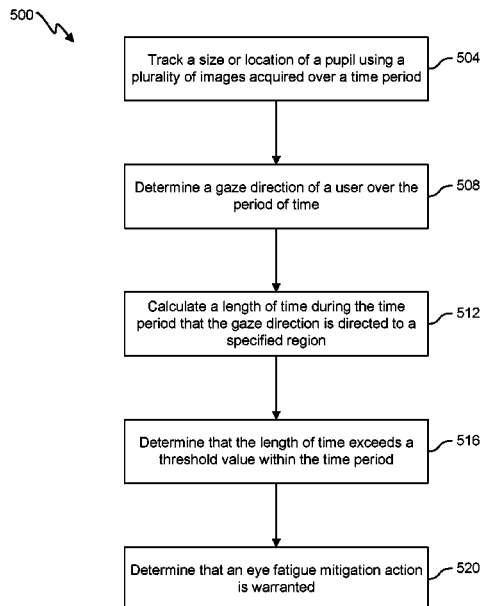 500
Track a size or location of a pupil using a
plurality of images acquired over a time period
504
Determine a gaze direction of a user over the
period of time
508
Calculate a length of time during the time
period that the gaze direction is directed to a
specified region
512
Determine that the length of time exceeds a
threshold value within the time period
516
Determine that an eye fatigue mitigation action
is warranted
520